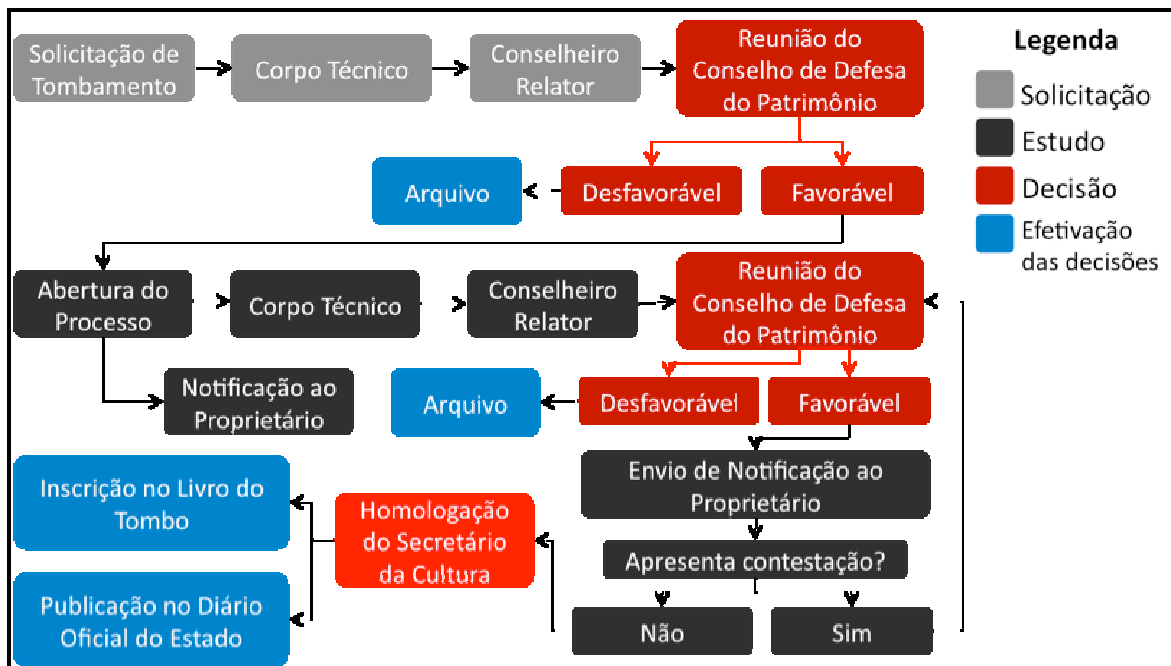 Solicitação de
Tombamento
Corpo Técnico
Conselheiro
Relator
Reunião do
Conselho de Defesa
do Patrimônio
Legenda
Solicitação
Estudo
Decisão
Efetivação
das decisões
Arquivo
Desfavorável
Favorável
Abertura do
Processo
Corpo Técnico
Conselheiro
Relator
Reunião do
Conselho de Defesa
do Patrimônio
Notificação ao
Proprietário
Arquivo
Desfavorável
Favorável
Envio de Notificação ao
Proprietário
Inscrição no Livro do
Tombo
Homologação
do Secretário
da Cultura
Apresenta contestação?
Publicação no Diário
Oficial do Estado
Não
Sim